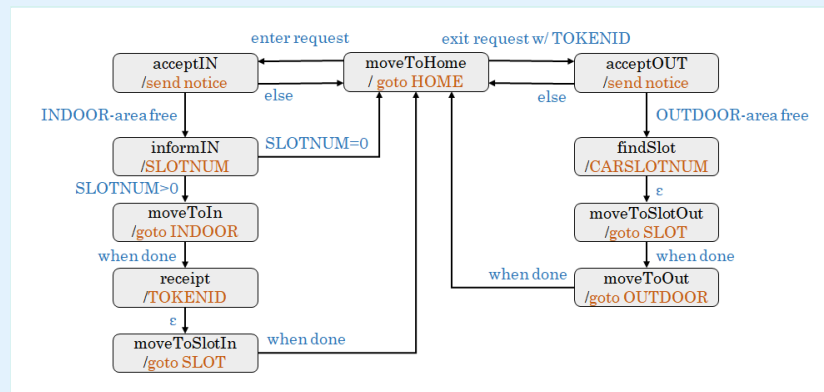 enter request
exit request w/ TOKENID
acceptIN
/send notice
moveToHome
/ goto HOME
acceptOUT
/send notice
else
else
INDOOR-area free
OUTDOOR-area free
informIN
/SLOTNUM
SLOTNUM=0
findSlot
/CARSLOTNUM
SLOTNUM>0
ε
moveToIn
/goto INDOOR
moveToSlotOut
/goto SLOT
when done
when done
receipt
/TOKENID
when done
moveToOut
/goto OUTDOOR
ε
moveToSlotIn
/goto SLOT
when done